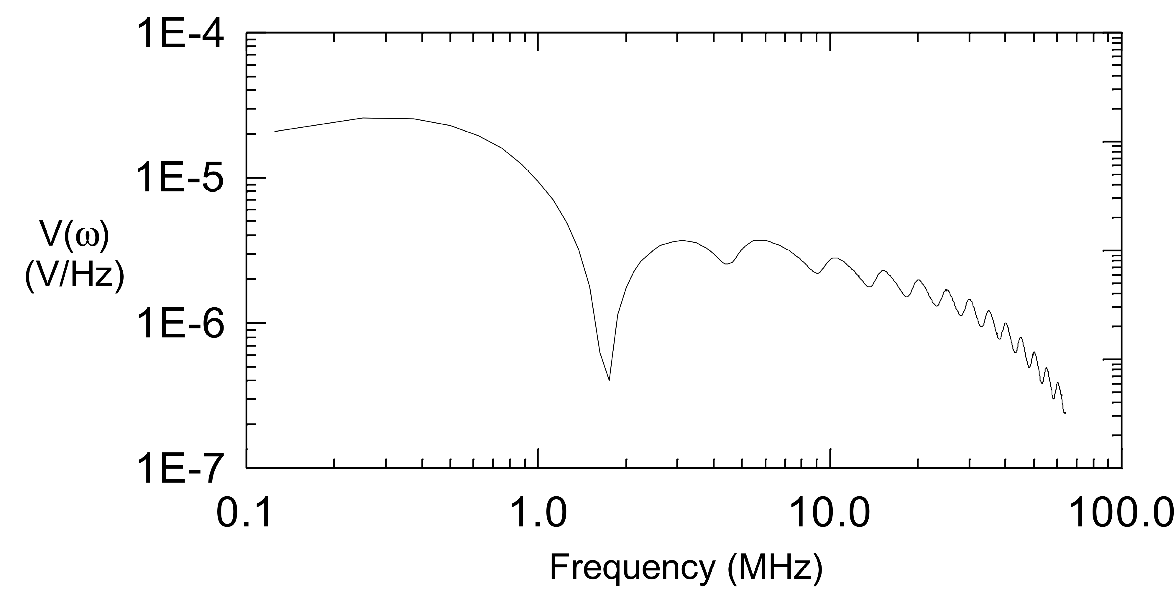 1E-4
1E-5
V(ω)
(V/Hz)
1E-6
1E-7
0.1 1.0 10.0 100.0
Frequency (MHz)